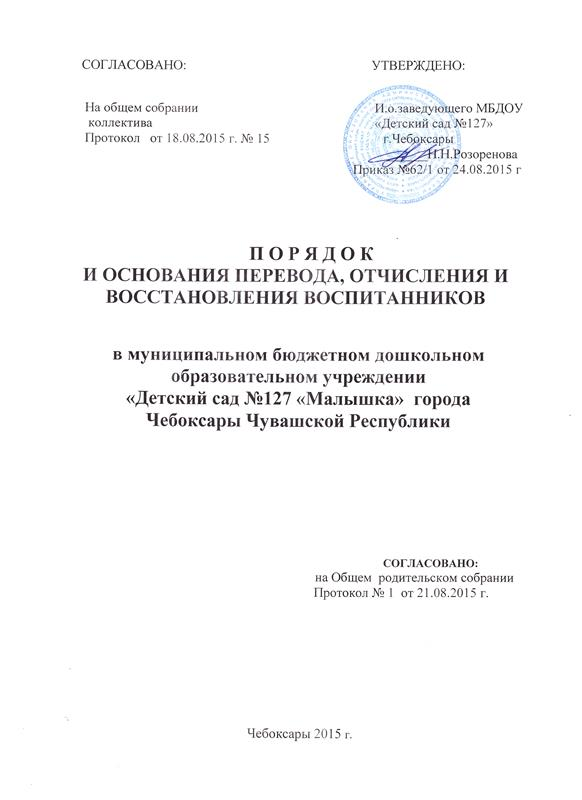 СОГЛАСОВАНО:
УТВЕРЖДЕНО:
На общем собрании
коллектива
Протокол от 18.08.2015 г. № 15
И.о.заведующего МБДОУ
«Детский сад №127»
г.Чебоксары
Н.Н.Розоренова
Приказ №62/1 от 24.08.2015 г
П О Р Я Д О К
И ОСНОВАНИЯ ПЕРЕВОДА, ОТЧИСЛЕНИЯ И
ВОССТАНОВЛЕНИЯ ВОСПИТАННИКОВ
в муниципальном бюджетном дошкольном
образовательном учреждении
«Детский сад №127 «Малышка» города
Чебоксары Чувашской Республики
СОГЛАСОВАНО:
на Общем родительском собрании
Протокол № 1 от 21.08.2015 г.
Чебоксары 2015 г.